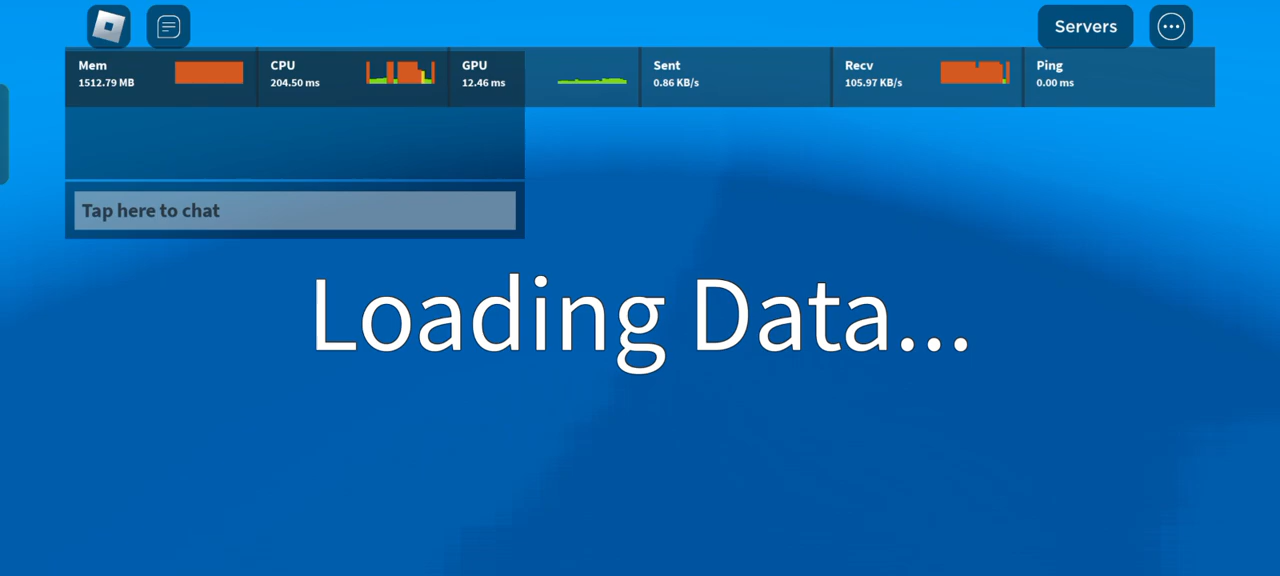 Servers
Mem CPU GPU Sent Recv Ping
1512.79 MB 204.50 ms 12.46 ms 0.86 KB/s 105.97 KB/s 0.00 ms
Tap here to chat
Loading Data...